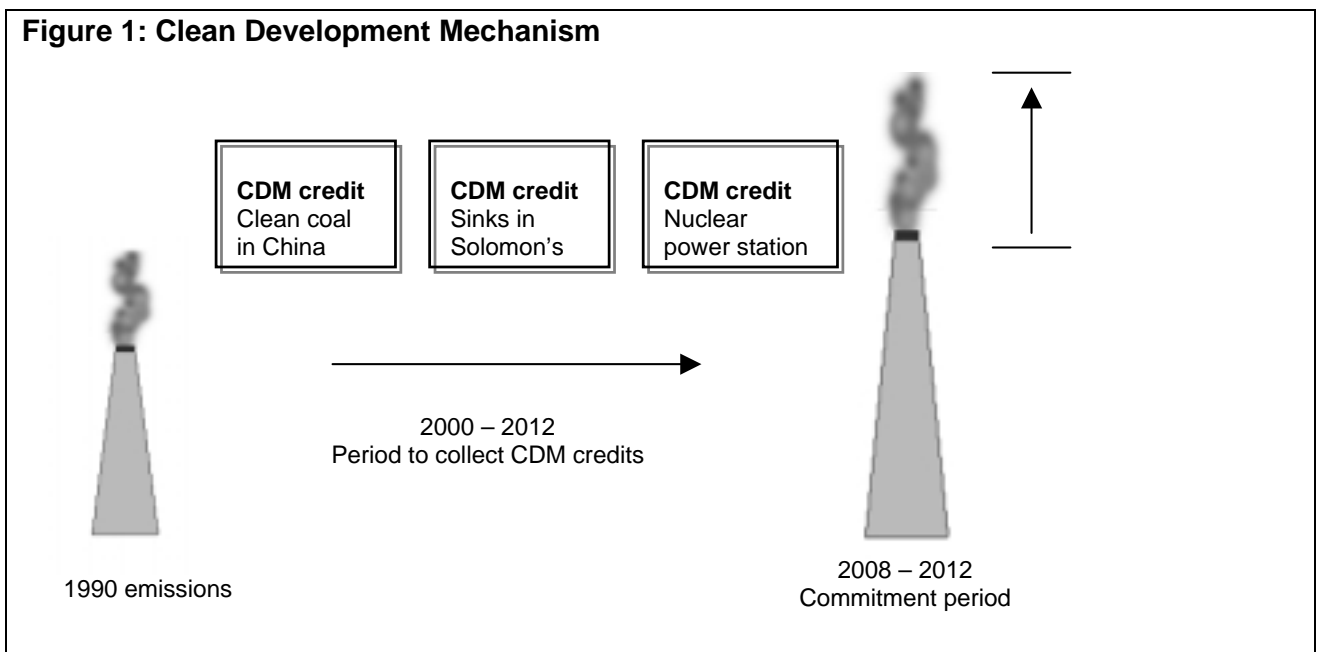 Figure 1: Clean Development Mechanism
CDM credit
Clean coal
in China
CDM credit
Sinks in
Solomon's
CDM credit
Nuclear
power station
2000 – 2012
Period to collect CDM credits
1990 emissions
2008 – 2012
Commitment period